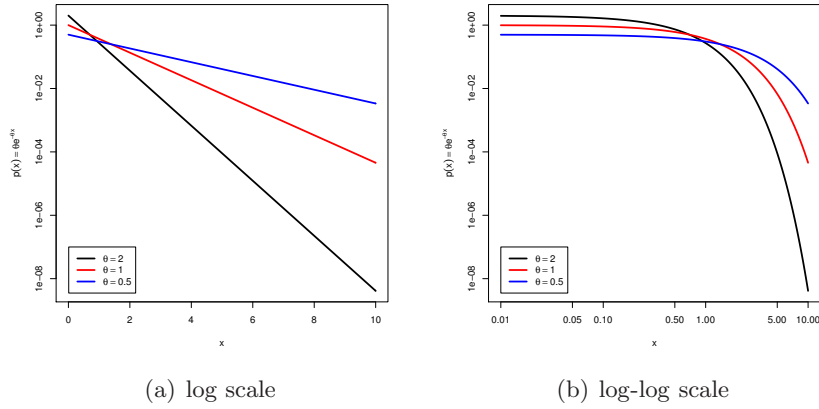 1e+00
1e−02
1e−04
1e−06
1e−08
p(x) = θe^−θx
θ = 2
θ = 1
θ = 0.5
0 2 4 6 8 10
x
(a) log scale
1e+00
1e−02
1e−04
1e−06
1e−08
p(x) = θe^−θx
θ = 2
θ = 1
θ = 0.5
0.01 0.05 0.10 0.50 1.00 5.00 10.00
x
(b) log-log scale